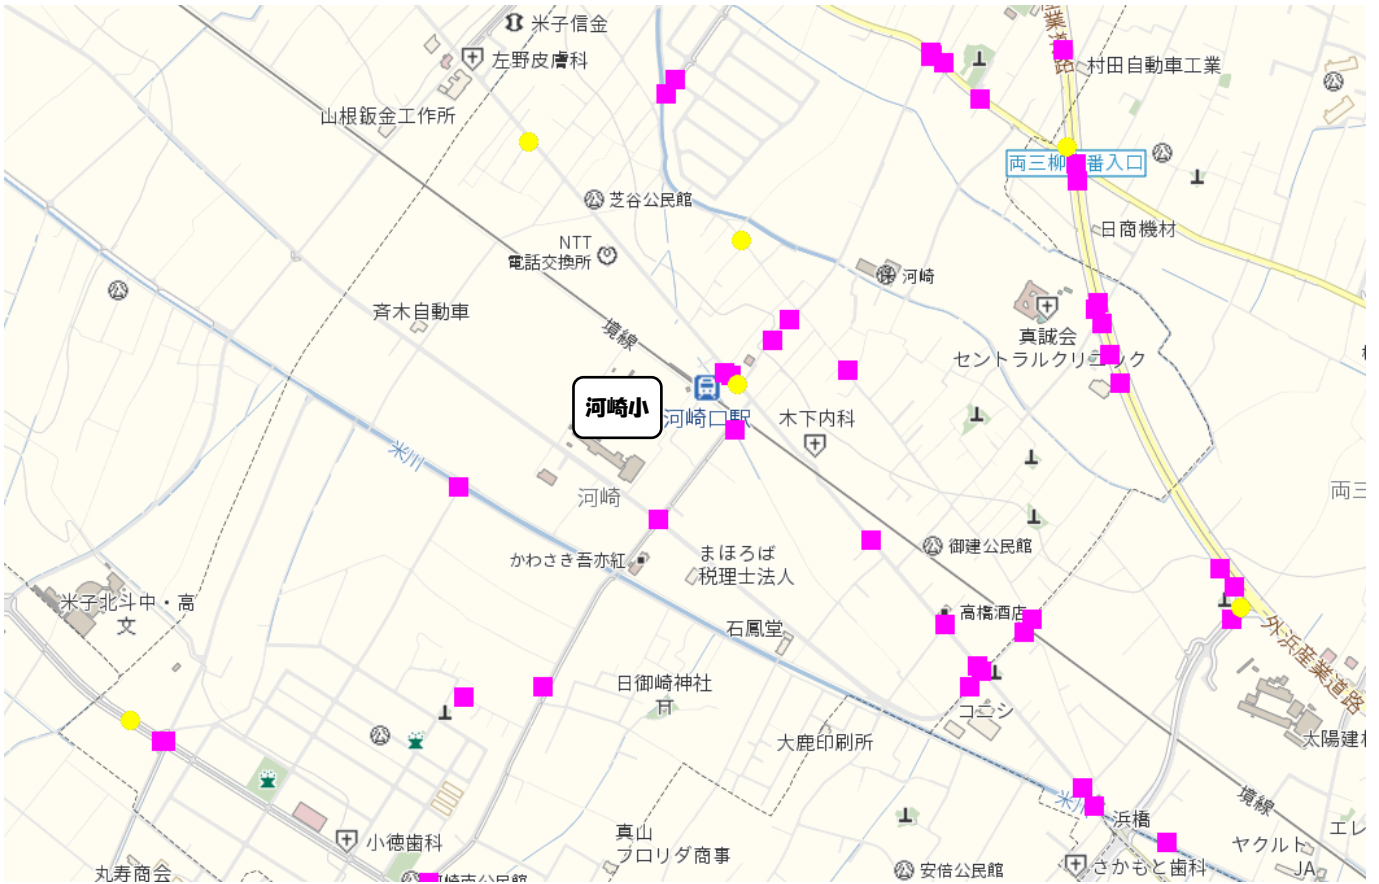 米子信金
左野皮膚科
山根鈑金工作所
村田自動車工業
両三柳
番入口
芝谷公民館
日商機材
NTT
電話交換所
河崎
斉木自動車
境線
真誠会
セントラルクリニック
河崎小
河崎口駅
木下内科
米川
河崎
両三
御建公民館
かわさき吾亦紅
まほろば
税理士法人
米子北斗中・高
文
高橋酒店
石鳳堂
外浜産業道路
日御崎神社
コニシ
大鹿印刷所
太陽建材
境線
浜橋
真山
フロリダ商事
小徳歯科
ヤクルト
エレ
丸寿商会
安倍公民館
さかもと歯科
JA